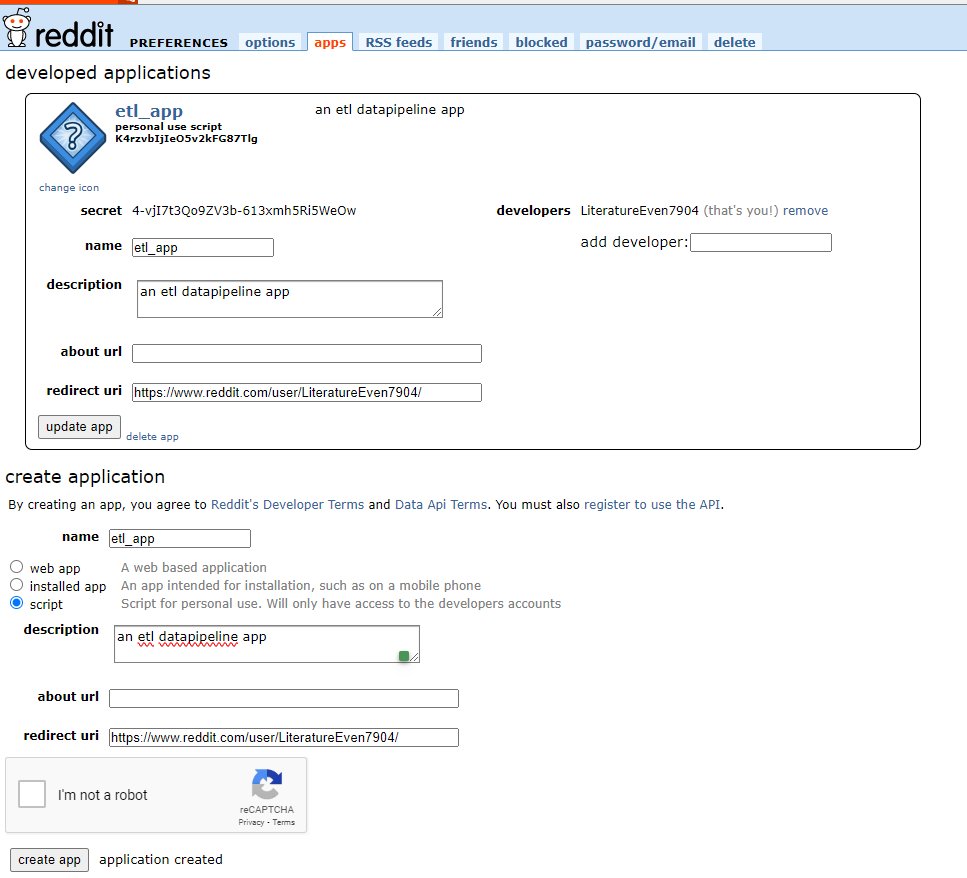 reddit PREFERENCES options apps RSS feeds friends blocked password/email delete
developed applications
etl_app
personal use script
K4rzvbIjIeO5v2kFG87Tlg
an etl datapipeline app
change icon
secret 4-vjI7t3Qo9ZV3b-613xmh5Ri5WeOw
developers LiteratureEven7904 (that's you!) remove
name etl_app
add developer:
description an etl datapipeline app
about url
redirect uri https://www.reddit.com/user/LiteratureEven7904/
update app delete app
create application
By creating an app, you agree to Reddit's Developer Terms and Data Api Terms. You must also register to use the API.
name etl_app
web app A web based application
installed app An app intended for installation, such as on a mobile phone
script Script for personal use. Will only have access to the developers accounts
description an etl datapipeline app
about url
redirect uri https://www.reddit.com/user/LiteratureEven7904/
I'm not a robot
reCAPTCHA
Privacy - Terms
create app application created